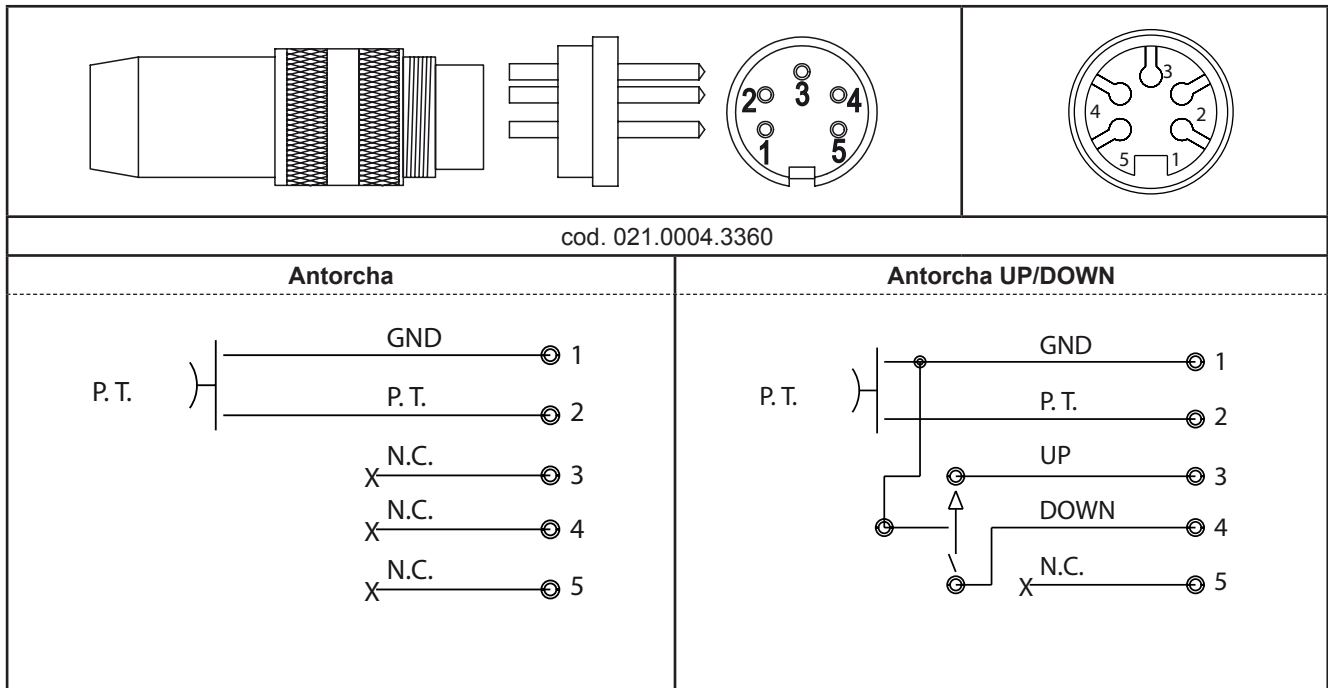 2 3 4
1 5
3
4 2
5 1
cod. 021.0004.3360
Antorcha
GND
1
P. T.
P. T.
2
N.C.
X 3
N.C.
X 4
N.C.
X 5
Antorcha UP/DOWN
GND
1
P. T.
P. T.
2
UP
3
DOWN
4
N.C.
X 5